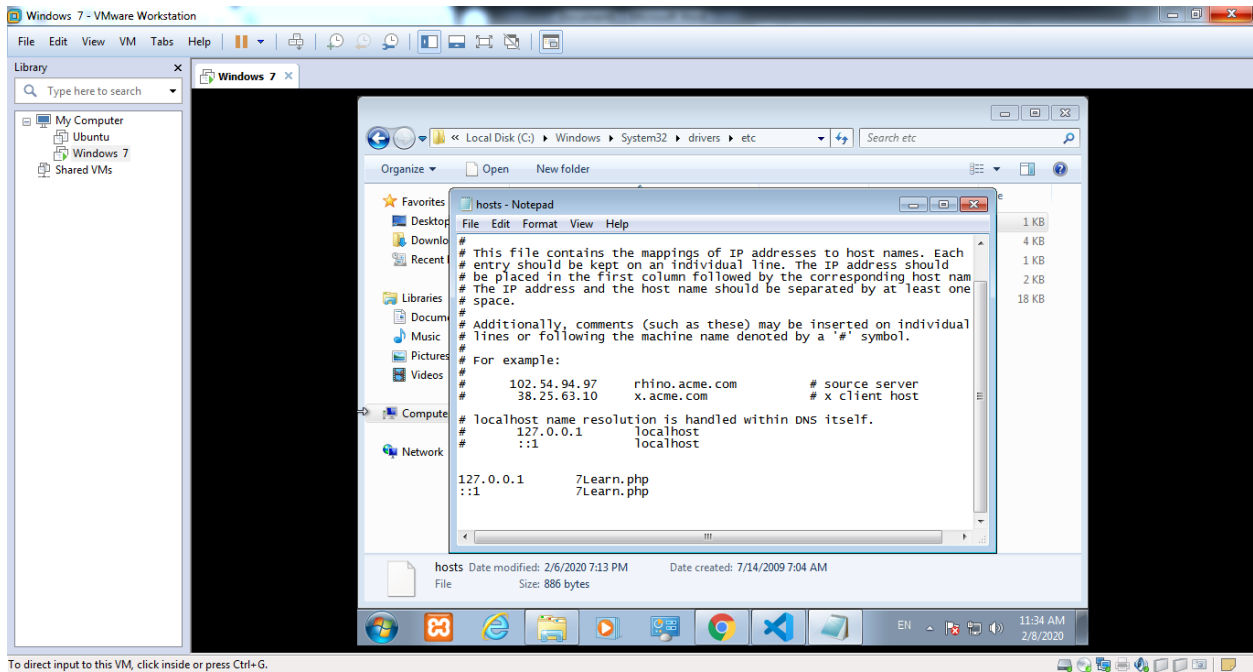 Windows 7 - VMware Workstation
File Edit View VM Tabs Help
Library
Type here to search
My Computer
Ubuntu
Windows 7
Shared VMs
Windows 7
« Local Disk (C:) Windows System32 drivers etc
Search etc
Organize Open New folder
Favorites
Desktop
Downlo
Recent
Libraries
Docum
Music
Pictures
Videos
Compute
Network
1 KB
4 KB
1 KB
2 KB
18 KB
hosts - Notepad
File Edit Format View Help
#
# This file contains the mappings of IP addresses to host names. Each
# entry should be kept on an individual line. The IP address should
# be placed in the first column followed by the corresponding host nam
# The IP address and the host name should be separated by at least one
# space.
#
# Additionally, comments (such as these) may be inserted on individual
# lines or following the machine name denoted by a '#' symbol.
#
# For example:
#
# 102.54.94.97 rhino.acme.com # source server
# 38.25.63.10 x.acme.com # x client host
# localhost name resolution is handled within DNS itself.
# 127.0.0.1 localhost
# ::1 localhost
127.0.0.1 7Learn.php
::1 7Learn.php
hosts Date modified: 2/6/2020 7:13 PM Date created: 7/14/2009 7:04 AM
File Size: 886 bytes
EN
11:34 AM
2/8/2020
To direct input to this VM, click inside or press Ctrl+G.